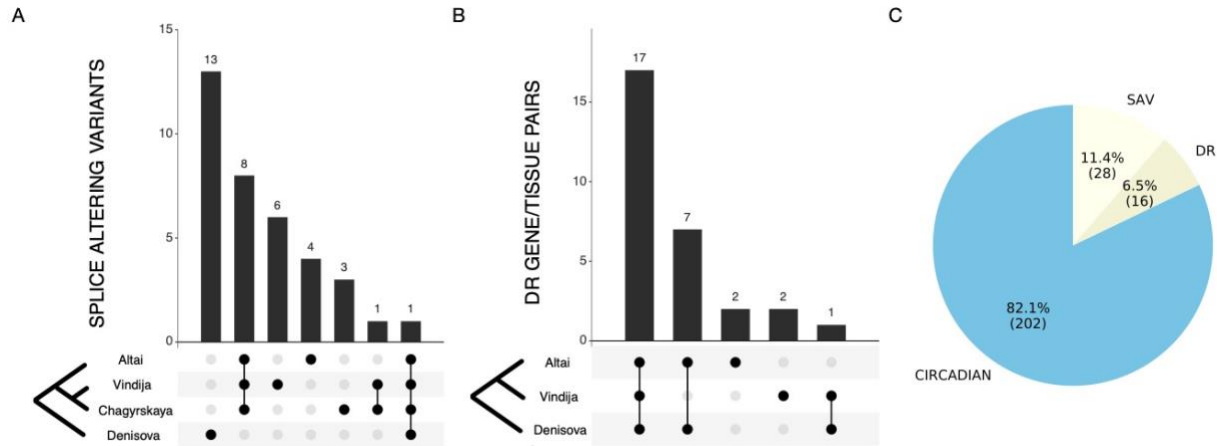 A
SPLICE ALTERING VARIANTS
15
10
5
0
13
8
6
4
3
1
1
Altai
Vindija
Chagyrskaya
Denisova
B
DR GENE/TISSUE PAIRS
15
10
5
0
17
7
2
2
1
Altai
Vindija
Denisova
C
SAV
11.4%
(28)
DR
6.5%
(16)
82.1%
(202)
CIRCADIAN